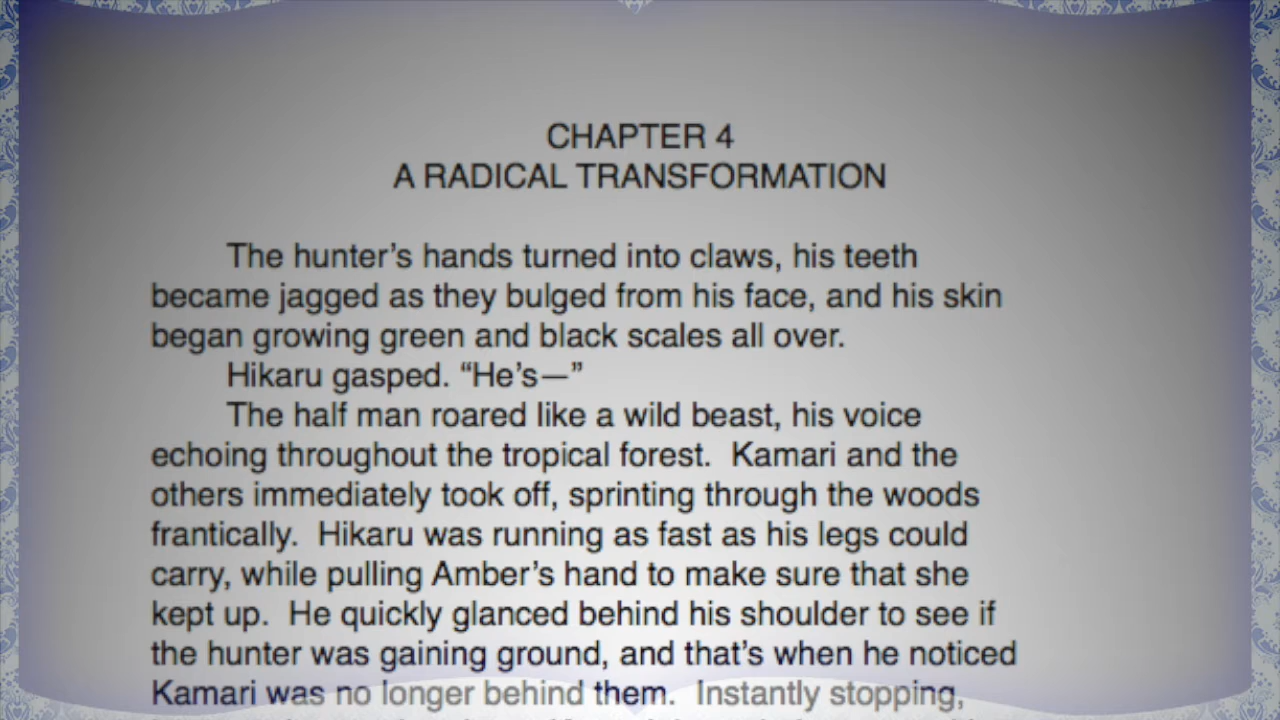 CHAPTER 4
A RADICAL TRANSFORMATION
The hunter’s hands turned into claws, his teeth
became jagged as they bulged from his face, and his skin
began growing green and black scales all over.
Hikaru gasped. “He’s—”
The half man roared like a wild beast, his voice
echoing throughout the tropical forest.  Kamari and the
others immediately took off, sprinting through the woods
frantically.  Hikaru was running as fast as his legs could
carry, while pulling Amber’s hand to make sure that she
kept up.  He quickly glanced behind his shoulder to see if
the hunter was gaining ground, and that’s when he noticed
Kamari was no longer behind them.  Instantly stopping,